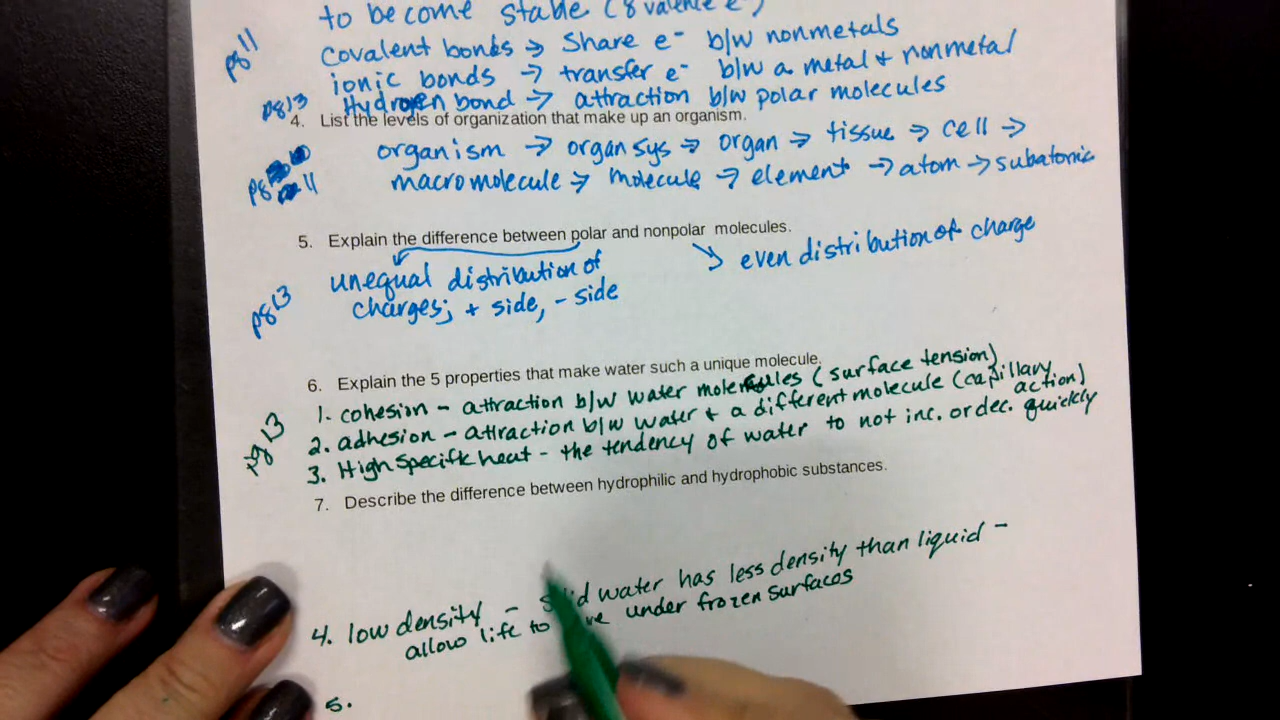 to become stable (8 valence e⁻)
pg 11
covalent bonds → share e⁻ b/w nonmetals
ionic bonds → transfer e⁻ b/w a metal + nonmetal
pg 13 Hydrogen bond → attraction b/w polar molecules
4. List the levels of organization that make up an organism.
organism → organ sys → organ → tissue → cell →
pg 11
macromolecule → molecule → element → atom → subatomic
5. Explain the difference between polar and nonpolar molecules.
unequal distribution of → even distribution of charge
pg 13 charges; + side, - side
6. Explain the 5 properties that make water such a unique molecule.
pg 13
1. cohesion - attraction b/w water molecules (surface tension)
2. adhesion - attraction b/w water + a different molecule (capillary action)
3. High specific heat - the tendency of water to not inc. or dec. quickly
7. Describe the difference between hydrophilic and hydrophobic substances.
4. low density - water has less density than liquid -
allow life to under frozen surfaces
5.